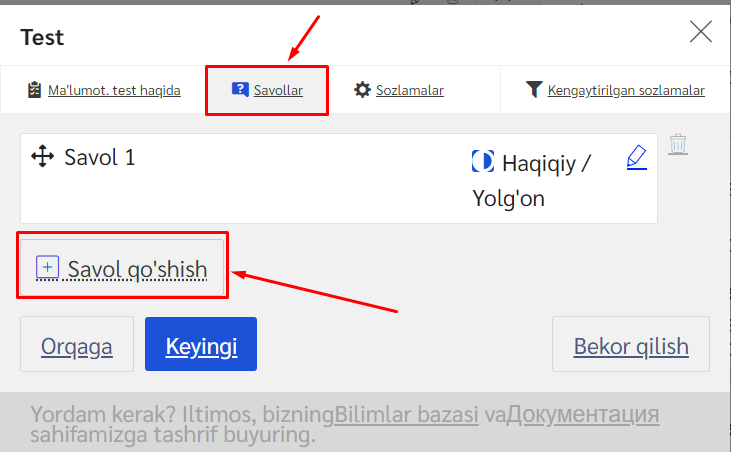 Test
Ma'lumot. test haqida
Savollar
Sozlamalar
Kengaytirilgan sozlamalar
Savol 1
Haqiqiy /
Yolg'on
Savol qo'shish
Orqaga
Keyingi
Bekor qilish
Yordam kerak? Iltimos, bizningBilimlar bazasi vaДокументация
sahifamizga tashrif buyuring.